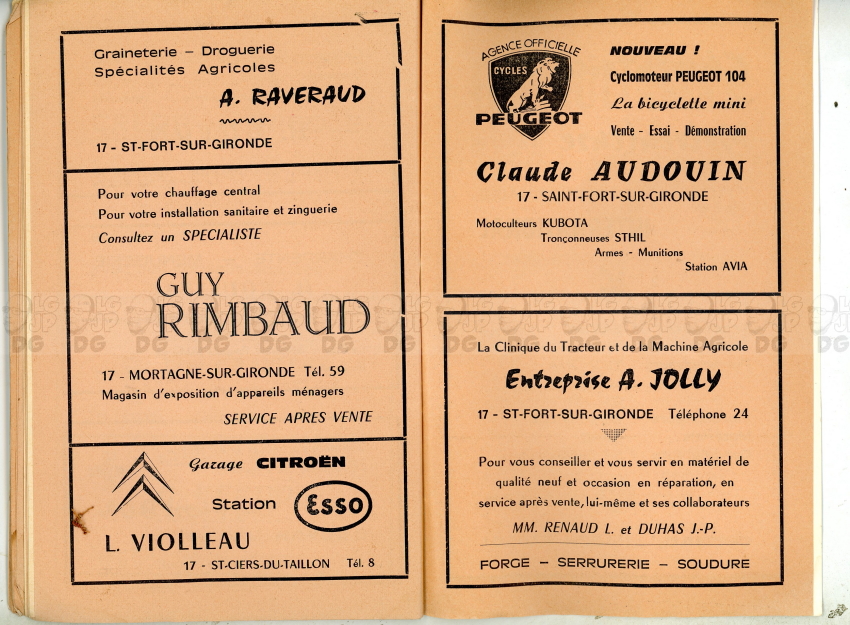 Graineterie – Droguerie
Spécialités Agricoles
A. RAVERAUD
17 - ST-FORT-SUR-GIRONDE
Pour votre chauffage central
Pour votre installation sanitaire et zinguerie
Consultez un SPECIALISTE
GUY
RIMBAUD
17 - MORTAGNE-SUR-GIRONDE Tél. 59
Magasin d'exposition d'appareils ménagers
SERVICE APRES VENTE
Garage CITROËN
Station Esso
L. VIOLLEAU
17 - ST-CIERS-DU-TAILLON Tél. 8
AGENCE OFFICIELLE
CYCLES
PEUGEOT
NOUVEAU !
Cyclomoteur PEUGEOT 104
La bicyclette mini
Vente - Essai - Démonstration
Claude AUDOUIN
17 - SAINT-FORT-SUR-GIRONDE
Motoculteurs KUBOTA
Tronçonneuses STHIL
Armes - Munitions
Station AVIA
La Clinique du Tracteur et de la Machine Agricole
Entreprise A. JOLLY
17 - ST-FORT-SUR-GIRONDE Téléphone 24
Pour vous conseiller et vous servir en matériel de
qualité neuf et occasion en réparation, en
service après vente, lui-même et ses collaborateurs
MM. RENAUD L. et DUHAS J.-P.
FORGE – SERRURERIE – SOUDURE